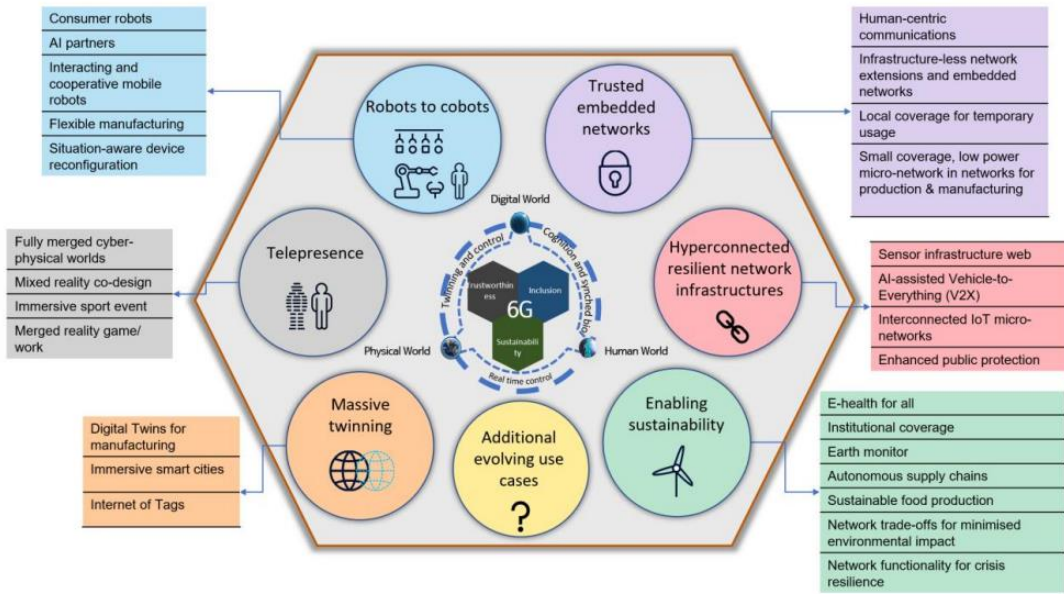 Consumer robots
AI partners
Interacting and
cooperative mobile
robots
Flexible manufacturing
Situation-aware device
reconfiguration
Human-centric
communications
Infrastructure-less network
extensions and embedded
networks
Local coverage for temporary
usage
Small coverage, low power
micro-network in networks for
production & manufacturing
Robots to cobots
Trusted
embedded
networks
Telepresence
Hyperconnected
resilient network
infrastructures
Fully merged cyber-
physical worlds
Mixed reality co-design
Immersive sport event
Merged reality game/
work
Sensor infrastructure web
AI-assisted Vehicle-to-
Everything (V2X)
Interconnected IoT micro-
networks
Enhanced public protection
Digital World
Twinning and control
Cognition and synched bio
Trustworthin
ess
Inclusion
6G
Sustainabili
ty
Physical World
Human World
Real time control
Massive
twinning
Additional
evolving use
cases
?
Enabling
sustainability
Digital Twins for
manufacturing
Immersive smart cities
Internet of Tags
E-health for all
Institutional coverage
Earth monitor
Autonomous supply chains
Sustainable food production
Network trade-offs for minimised
environmental impact
Network functionality for crisis
resilience